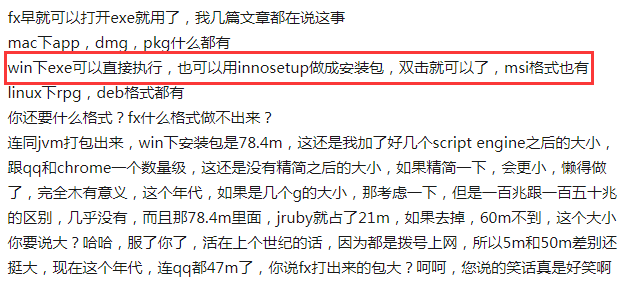 fx早就可以打开exe就用了，我几篇文章都在说这事
mac下app，dmg，pkg什么都有
win下exe可以直接执行，也可以用innosetup做成安装包，双击就可以了，msi格式也有
linux下rpg，deb格式都有
你还要什么格式？fx什么格式做不出来？
连同jvm打包出来，win下安装包是78.4m，这还是我加了好几个script engine之后的大小，
跟qq和chrome一个数量级，这还是没有精简之后的大小，如果精简一下，会更小，懒得做
了，完全木有意义，这个年代，如果是几个g的大小，那考虑一下，但是一百兆跟一百五十兆
的区别，几乎没有，而且那78.4m里面，jruby就占了21m，如果去掉，60m不到，这个大小
你要说大？哈哈，服了你了，活在上个世纪的话，因为都是拨号上网，所以5m和50m差别还
挺大，现在这个年代，连qq都47m了，你说fx打出来的包大？呵呵，您说的笑话真是好笑啊